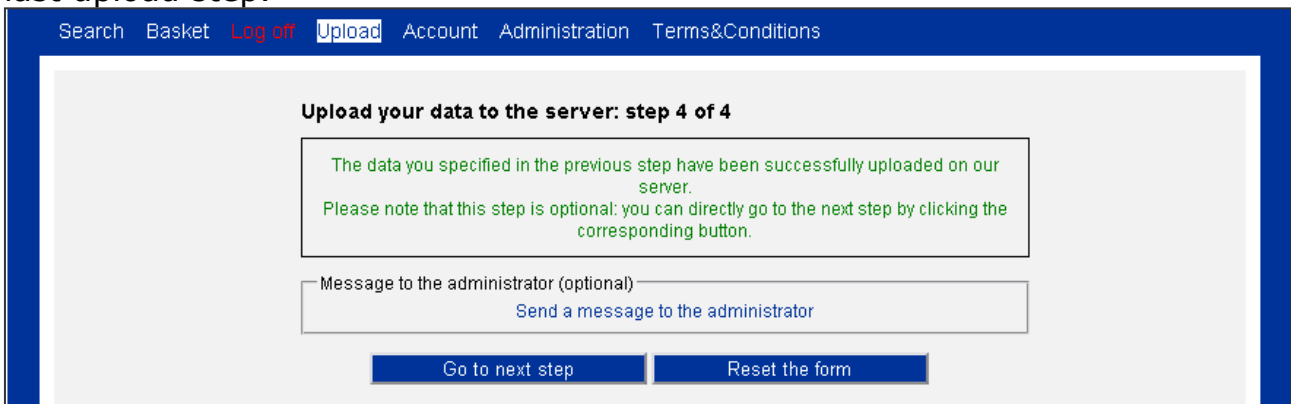 last upload step.
Search Basket Log off Upload Account Administration Terms&Conditions
Upload your data to the server: step 4 of 4
The data you specified in the previous step have been successfully uploaded on our
server.
Please note that this step is optional: you can directly go to the next step by clicking the
corresponding button.
Message to the administrator (optional)
Send a message to the administrator
Go to next step Reset the form